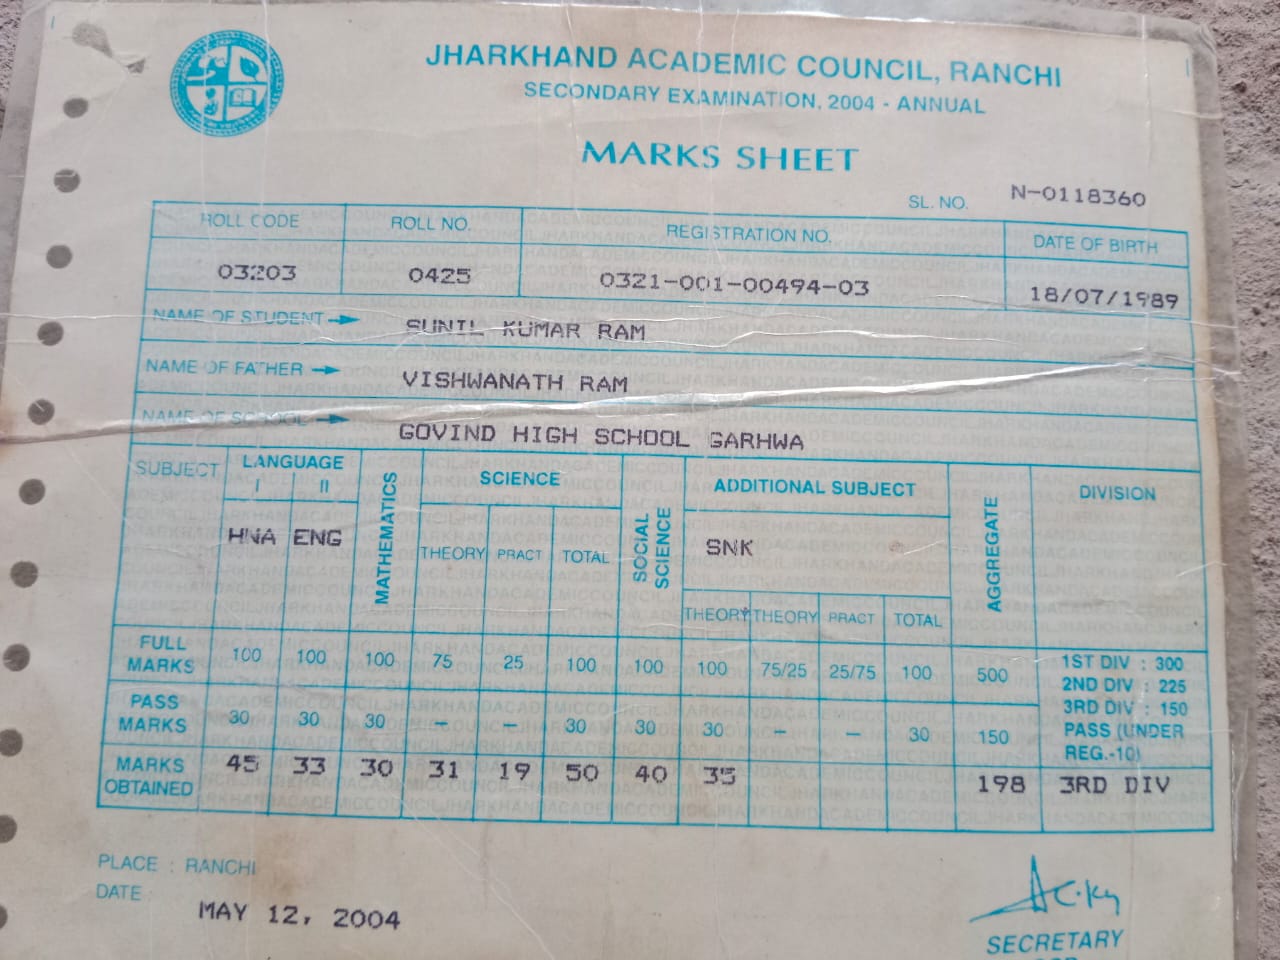 JHARKHAND ACADEMIC COUNCIL, RANCHI
SECONDARY EXAMINATION, 2004 - ANNUAL
MARKS SHEET
SL. NO. N-0118360
ROLL CODE ROLL NO. REGISTRATION NO. DATE OF BIRTH
03203 0425 0321-001-00494-03 18/07/1989
NAME OF STUDENT → SUNIL KUMAR RAM
NAME OF FATHER → VISHWANATH RAM
NAME OF SCHOOL → GOVIND HIGH SCHOOL GARHWA
SUBJECT LANGUAGE MATHEMATICS SCIENCE SOCIAL SCIENCE ADDITIONAL SUBJECT AGGREGATE DIVISION
I II
HNA ENG THEORY PRACT TOTAL SNK
THEORY THEORY PRACT TOTAL
FULL MARKS 100 100 100 75 25 100 100 100 75/25 25/75 100 500 1ST DIV : 300
2ND DIV : 225
3RD DIV : 150
PASS MARKS 30 30 30 – – 30 30 30 – – 30 150 PASS (UNDER
REG.-10)
MARKS OBTAINED 45 33 30 31 19 50 40 35 198 3RD DIV
PLACE : RANCHI
DATE MAY 12, 2004
SECRETARY